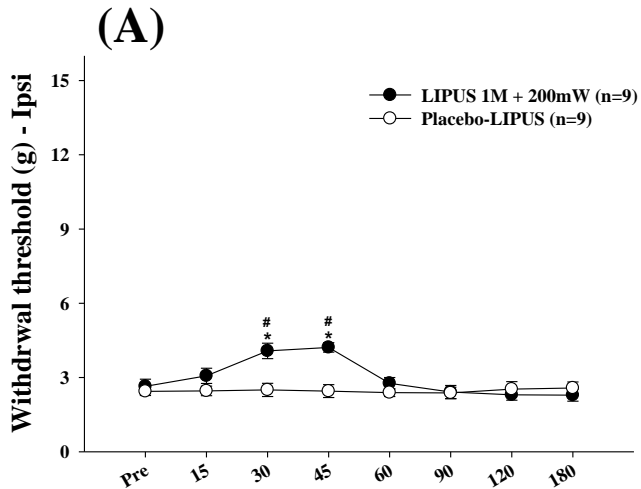 (A)
15
12
9
6
3
0
Withdrwal threshold (g) - Ipsi
LIPUS 1M + 200mW (n=9)
Placebo-LIPUS (n=9)
# #
* *
Pre 15 30 45 60 90 120 180